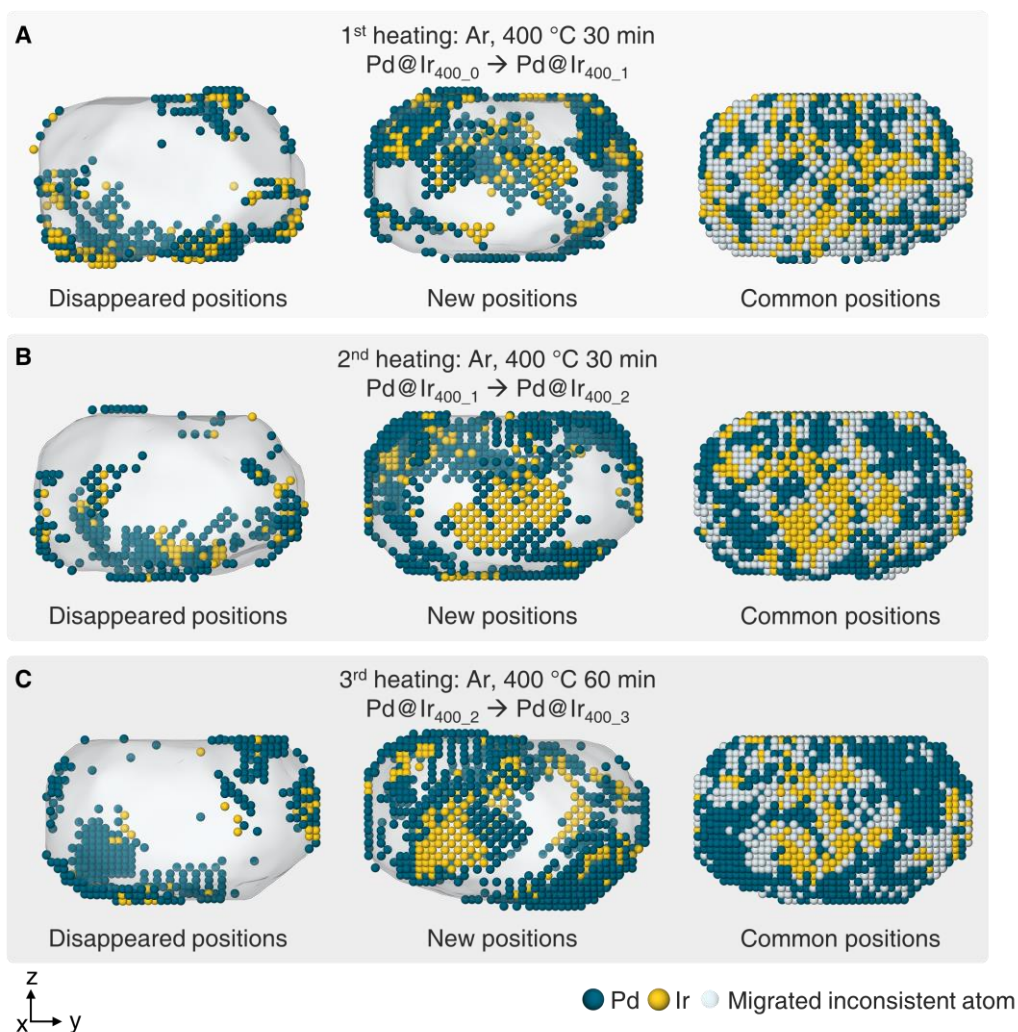 A
1st heating: Ar, 400 °C 30 min
Pd@Ir400_0 → Pd@Ir400_1
Disappeared positions
New positions
Common positions
B
2nd heating: Ar, 400 °C 30 min
Pd@Ir400_1 → Pd@Ir400_2
Disappeared positions
New positions
Common positions
C
3rd heating: Ar, 400 °C 60 min
Pd@Ir400_2 → Pd@Ir400_3
Disappeared positions
New positions
Common positions
z
x
y
Pd Ir Migrated inconsistent atom